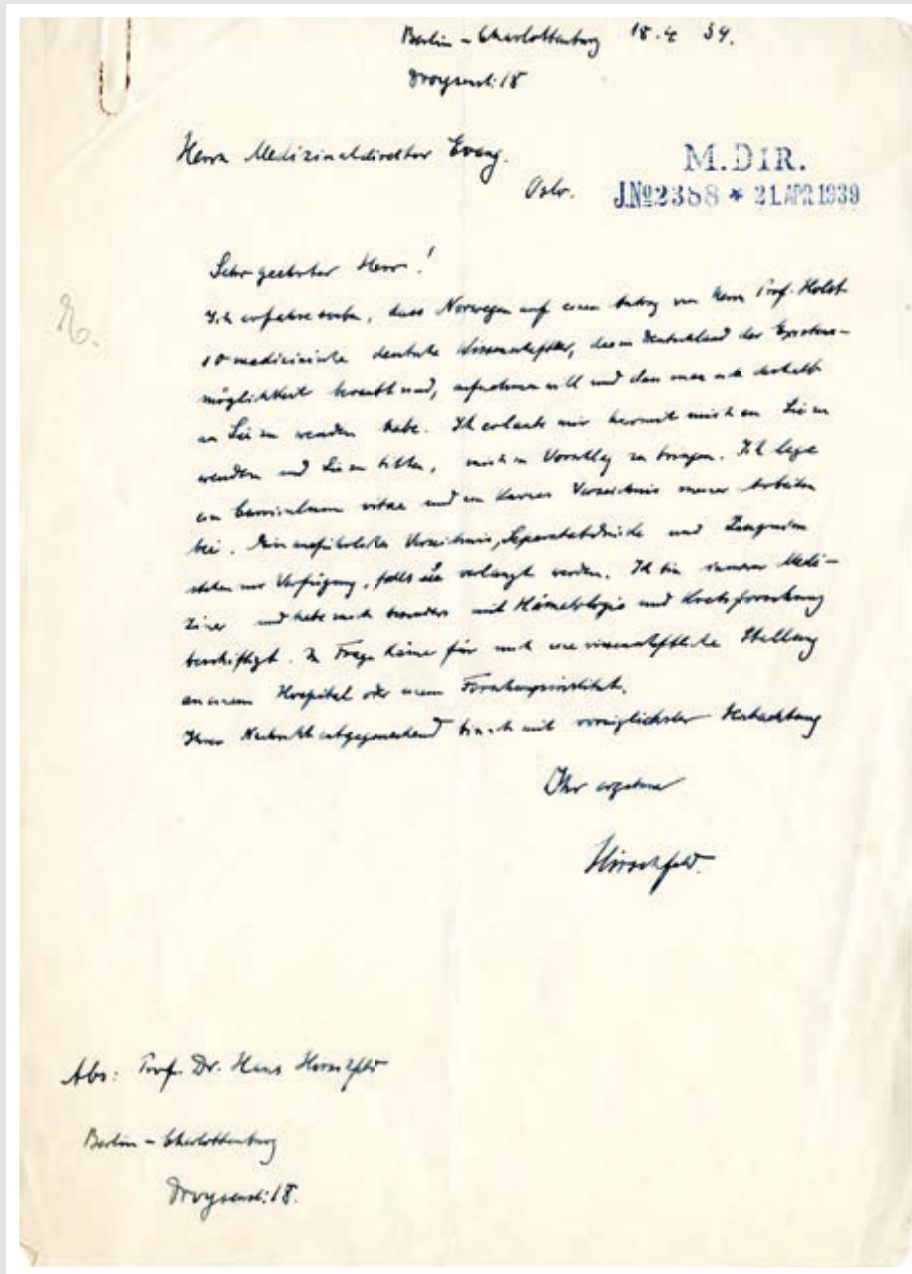 Berlin - Charlottenburg 18.4 39.
Droysenstr. 18
Herrn Medizinaldirektor Evang.
Oslo.
M.DIR.
J.№2388 * 21.APR.1939
Sehr geehrter Herr!
Ich erfahre soeben, dass Norwegen auf einen Antrag von Herrn Prof. Holst
10 medicinische deutsche Wissenschaftler, die in Deutschland der Existenz-
möglichkeit beraubt sind, aufnehmen will und dass man sich deshalb
an Sie zu wenden habe. Ich erlaube mir hiermit mich an Sie zu
wenden und Sie zu bitten, mich in Vorschlag zu bringen. Ich lege
ein Curriculum vitae und ein kurzes Verzeichnis meiner Arbeiten
bei. Ein ausführliches Verzeichnis, Separatabdrücke und Zeugnisse
stehen zur Verfügung, falls sie verlangt werden. Ich bin innerer Medi-
ziner und habe mich besonders mit Hämatologie und Krebsforschung
beschäftigt. In Frage käme für mich eine wissenschaftliche Stellung
an einem Hospital oder einem Forschungsinstitut.
Ihrer Nachricht entgegensehend bin ich mit vorzüglichster Hochachtung
Ihr ergebener
Hirschfeld.
Abs: Prof. Dr. Hans Hirschfeld
Berlin - Charlottenburg
Droysenstr. 18.